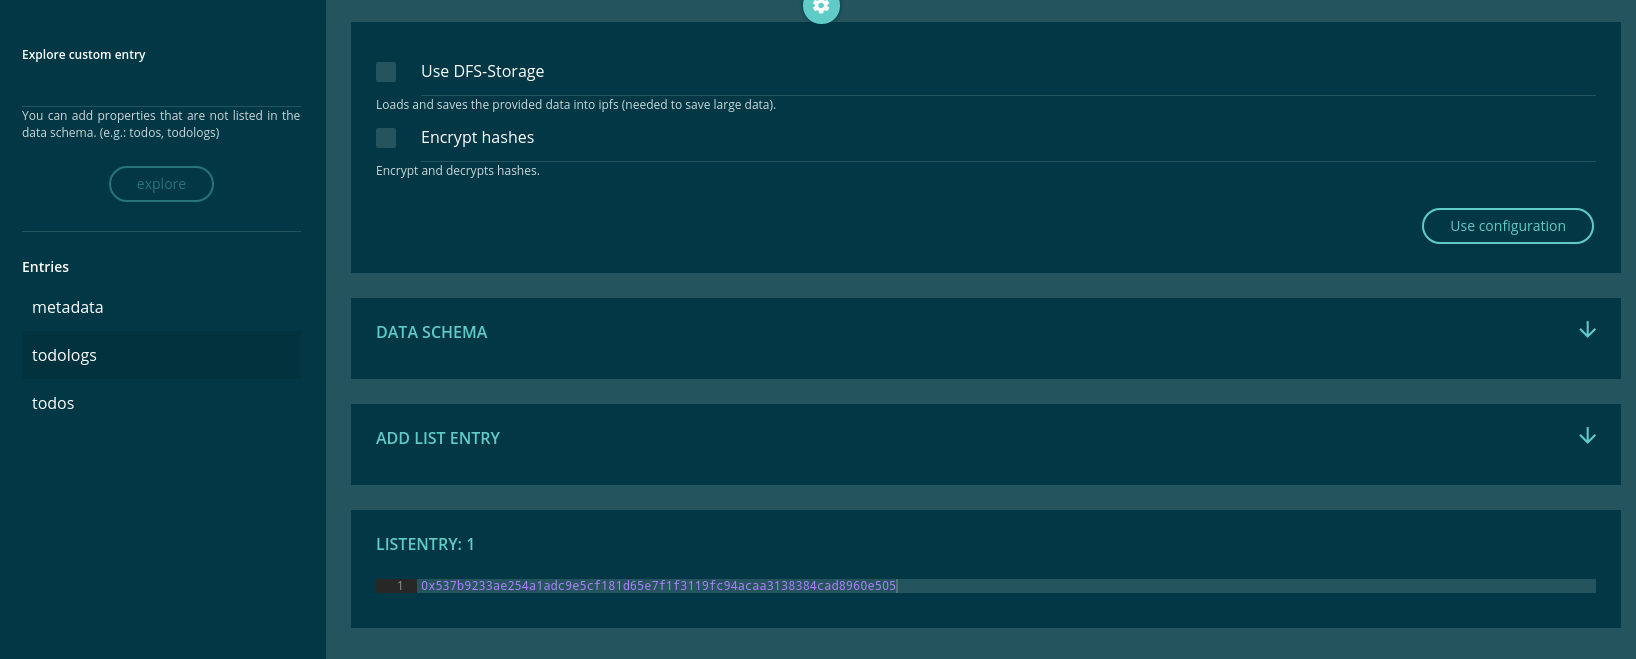 Explore custom entry
You can add properties that are not listed in the
data schema. (e.g.: todos, todologs)
explore
Entries
metadata
todologs
todos
Use DFS-Storage
Loads and saves the provided data into ipfs (needed to save large data).
Encrypt hashes
Encrypt and decrypts hashes.
Use configuration
DATA SCHEMA
ADD LIST ENTRY
LISTENTRY: 1
1 0x537b9233ae254a1adc9e5cf181d65e7f1f3119fc94acaa3138384cad8960e505